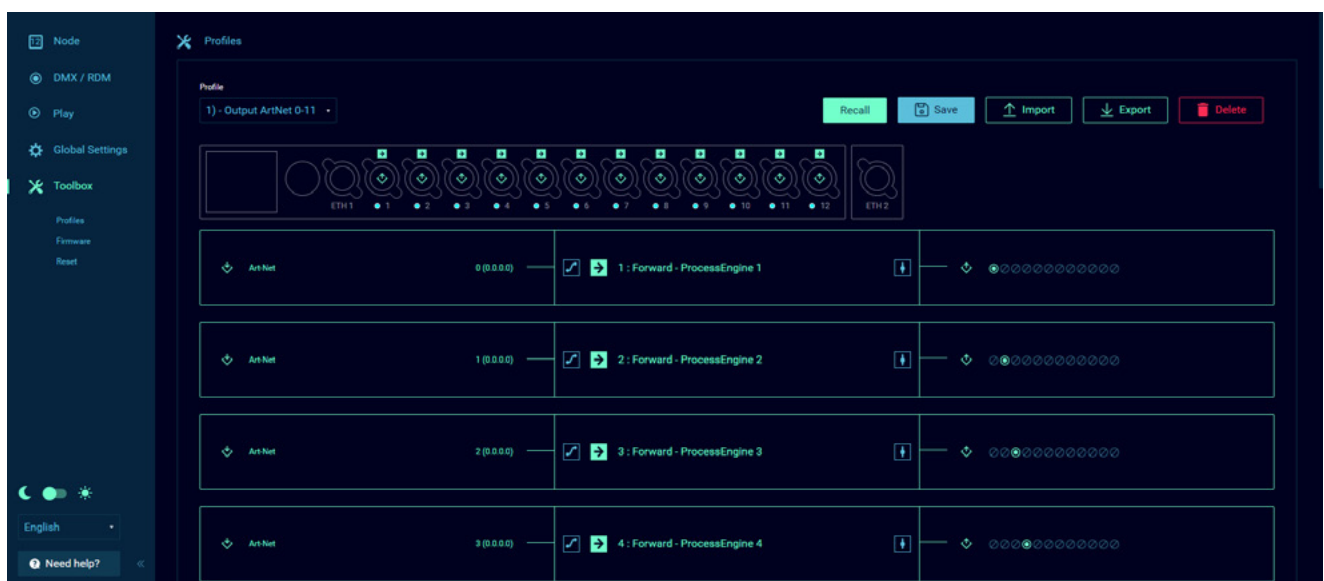 12 Node
DMX / RDM
Play
Global Settings
Toolbox
Profiles
Firmware
Reset
English
Need help?
Profiles
Profile
1) - Output ArtNet 0-11
Recall
Save
Import
Export
Delete
ETH 1 1 2 3 4 5 6 7 8 9 10 11 12 ETH 2
Art-Net 0 (0.0.0.0) 1 : Forward - ProcessEngine 1
Art-Net 1 (0.0.0.0) 2 : Forward - ProcessEngine 2
Art-Net 2 (0.0.0.0) 3 : Forward - ProcessEngine 3
Art-Net 3 (0.0.0.0) 4 : Forward - ProcessEngine 4